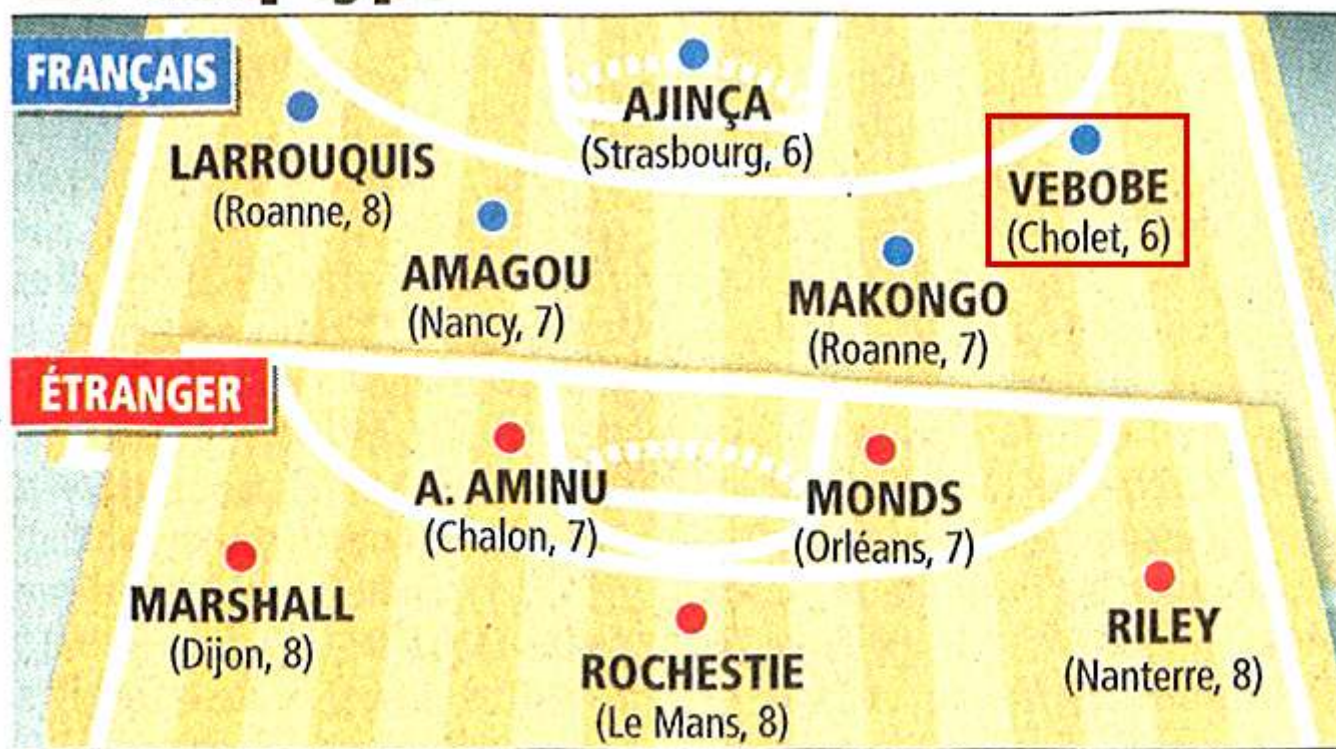 FRANÇAIS
AJINÇA
(Strasbourg, 6)
LARROUQUIS
(Roanne, 8)
VEBOBE
(Cholet, 6)
AMAGOU
(Nancy, 7)
MAKONGO
(Roanne, 7)
ÉTRANGER
A. AMINU
(Chalon, 7)
MONDS
(Orléans, 7)
MARSHALL
(Dijon, 8)
ROCHESTIE
(Le Mans, 8)
RILEY
(Nanterre, 8)